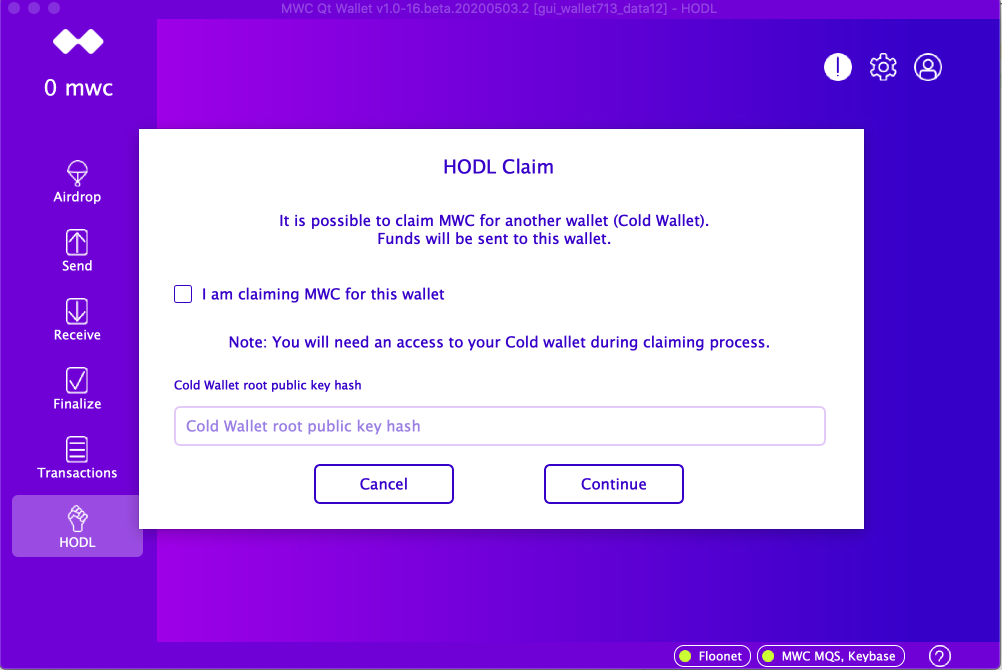 MWC Qt Wallet v1.0-16.beta.20200503.2 [gui_wallet713_data12] - HODL
0 mwc
Airdrop
Send
Receive
Finalize
Transactions
HODL
HODL Claim
It is possible to claim MWC for another wallet (Cold Wallet).
Funds will be sent to this wallet.
I am claiming MWC for this wallet
Note: You will need an access to your Cold wallet during claiming process.
Cold Wallet root public key hash
Cold Wallet root public key hash
Cancel
Continue
Floonet
MWC MQS, Keybase
?